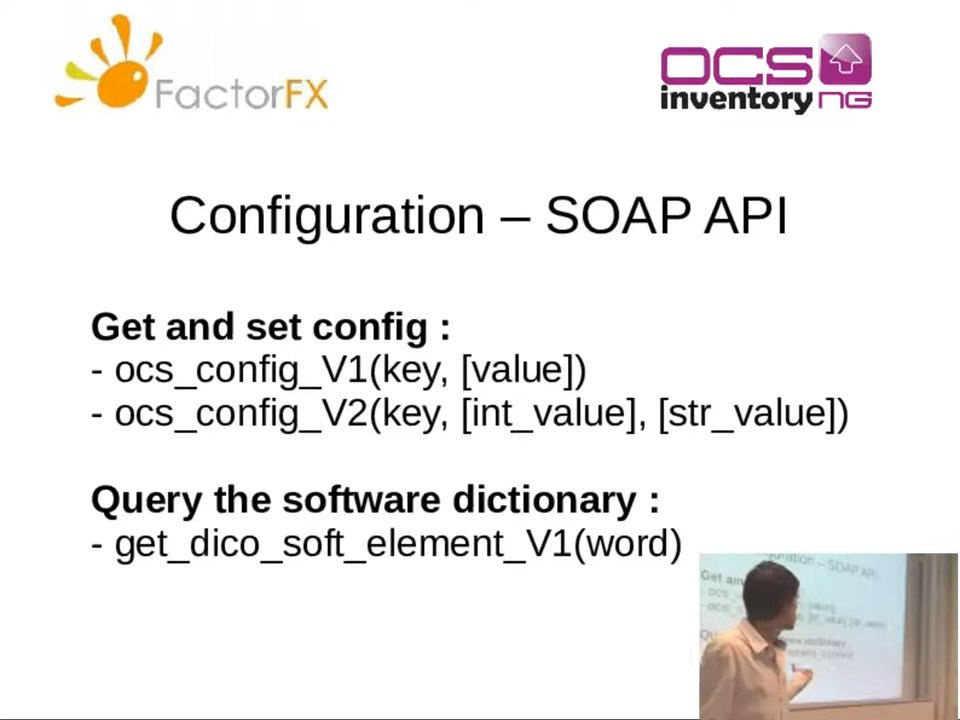 FactorFX
OCS
inventory NG
Configuration – SOAP API
Get and set config :
- ocs_config_V1(key, [value])
- ocs_config_V2(key, [int_value], [str_value])
Query the software dictionary :
- get_dico_soft_element_V1(word)